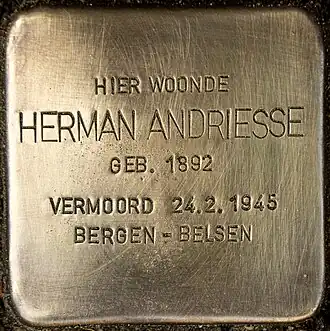 HIER WOONDE
HERMAN ANDRIESSE
GEB. 1892
VERMOORD 24.2.1945
BERGEN-BELSEN